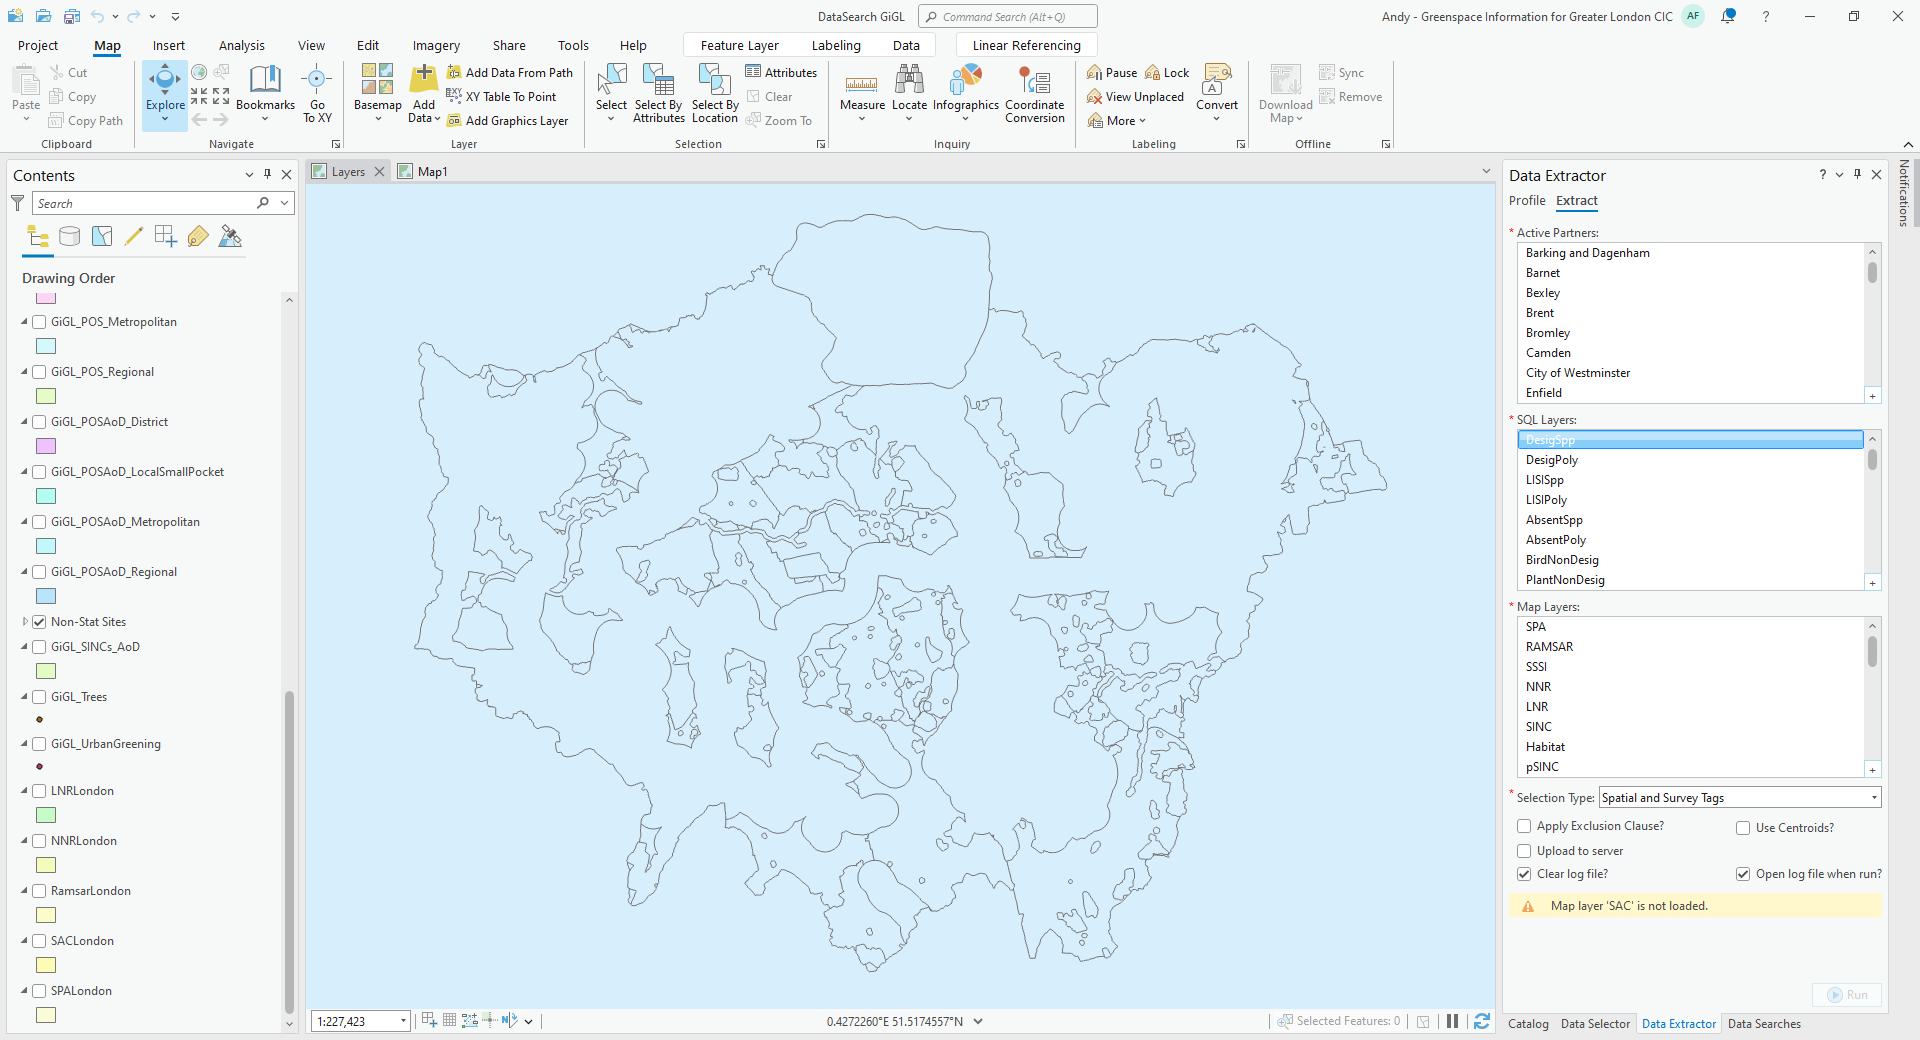 DataSearch GiGL
Command Search (Alt+Q)
Andy - Greenspace Information for Greater London CIC
AF
?
Project
Map
Insert
Analysis
View
Edit
Imagery
Share
Tools
Help
Feature Layer
Labeling
Data
Linear Referencing
Paste
Cut
Copy
Copy Path
Clipboard
Explore
Bookmarks
Go
To XY
Navigate
Basemap
Add
Data
Add Data From Path
XY Table To Point
Add Graphics Layer
Layer
Select
Select By
Attributes
Select By
Location
Attributes
Clear
Zoom To
Selection
Measure
Locate
Infographics
Coordinate
Conversion
Inquiry
Pause
Lock
View Unplaced
More
Convert
Labeling
Download
Map
Sync
Remove
Offline
Contents
Search
Drawing Order
GiGL_POS_Metropolitan
GiGL_POS_Regional
GiGL_POSAoD_District
GiGL_POSAoD_LocalSmallPocket
GiGL_POSAoD_Metropolitan
GiGL_POSAoD_Regional
Non-Stat Sites
GiGL_SINCs_AoD
GiGL_Trees
GiGL_UrbanGreening
LNRLondon
NNRLondon
RamsarLondon
SACLondon
SPALondon
Layers
Map1
1:227,423
0.4272260°E 51.5174557°N
Selected Features: 0
Data Extractor
?
Profile
Extract
* Active Partners:
Barking and Dagenham
Barnet
Bexley
Brent
Bromley
Camden
City of Westminster
Enfield
+
* SQL Layers:
DesigSpp
DesigPoly
LISISpp
LISIPoly
AbsentSpp
AbsentPoly
BirdNonDesig
PlantNonDesig
+
* Map Layers:
SPA
RAMSAR
SSSI
NNR
LNR
SINC
Habitat
pSINC
+
* Selection Type: Spatial and Survey Tags
Apply Exclusion Clause?
Use Centroids?
Upload to server
Clear log file?
Open log file when run?
Map layer 'SAC' is not loaded.
Run
Catalog
Data Selector
Data Extractor
Data Searches
Notifications